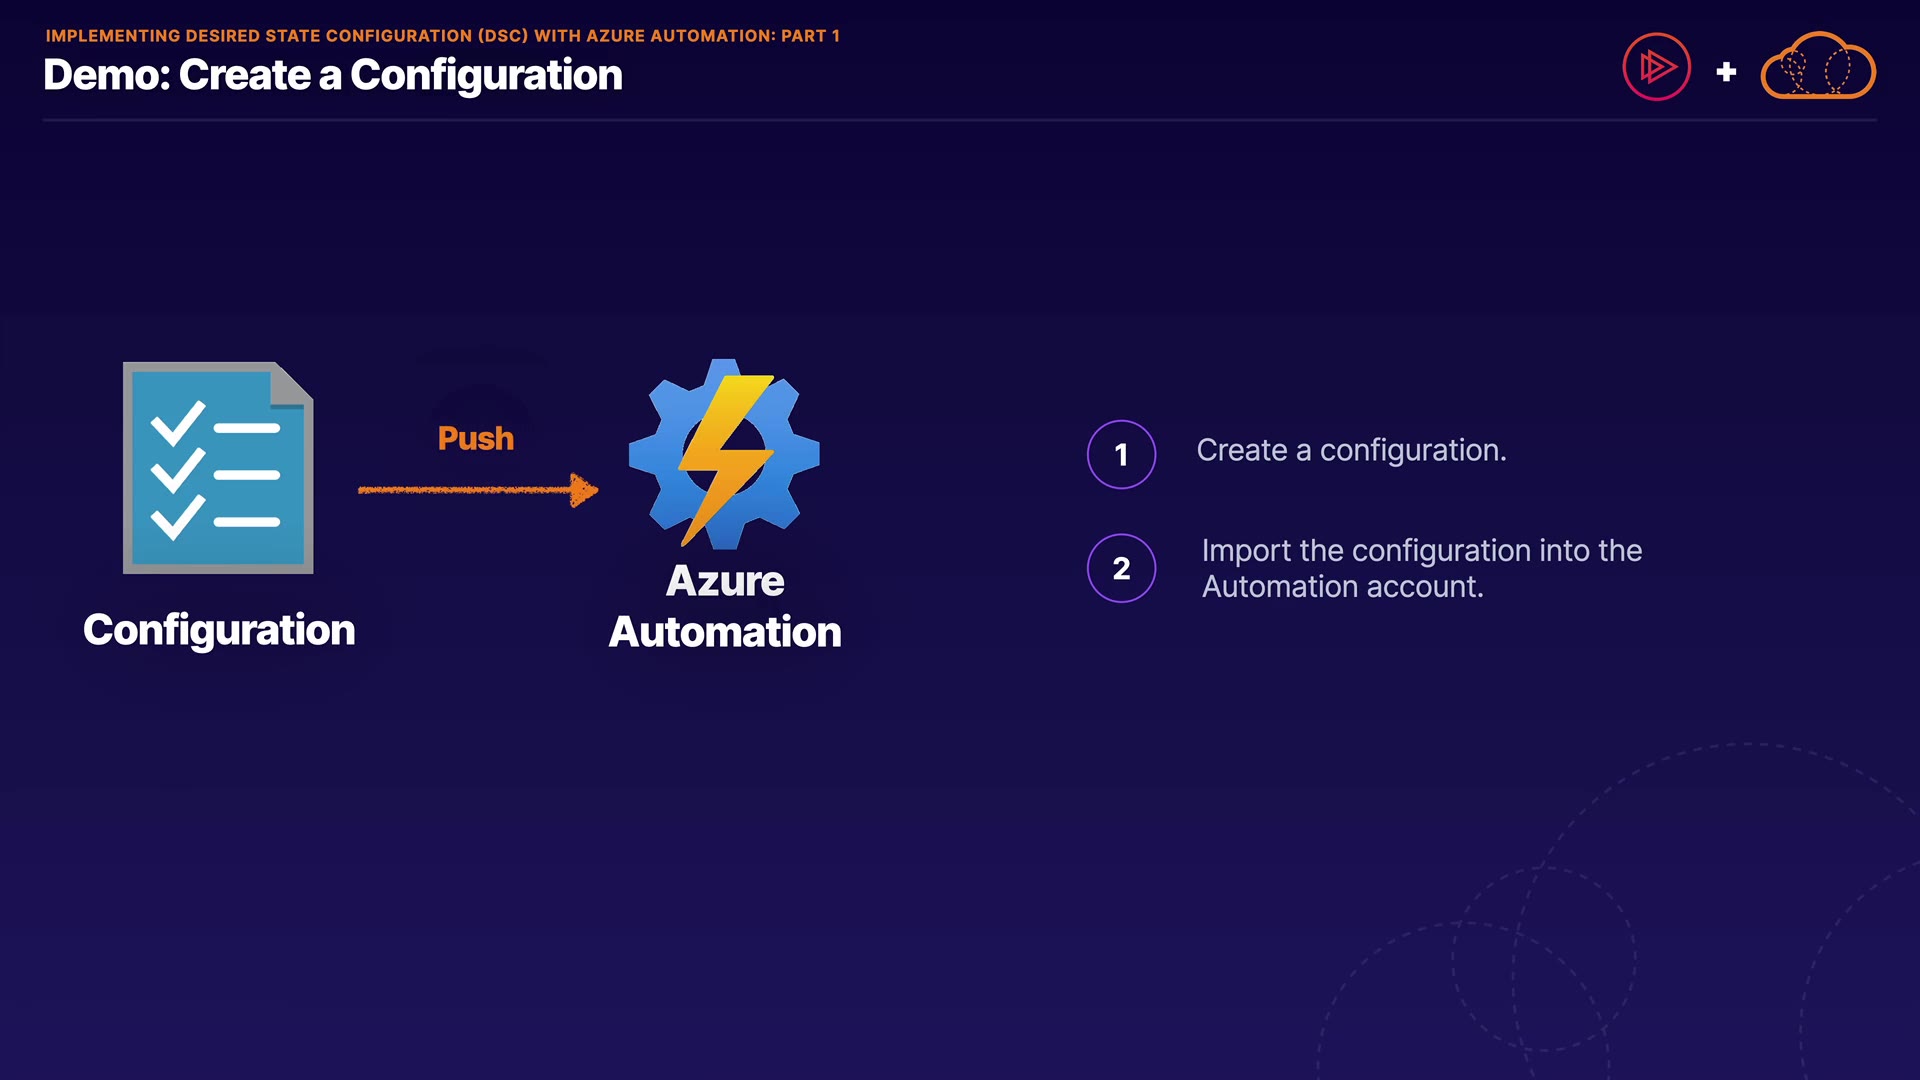 IMPLEMENTING DESIRED STATE CONFIGURATION (DSC) WITH AZURE AUTOMATION: PART 1
Demo: Create a Configuration
+
Push
Configuration
Azure
Automation
1
Create a configuration.
2
Import the configuration into the
Automation account.